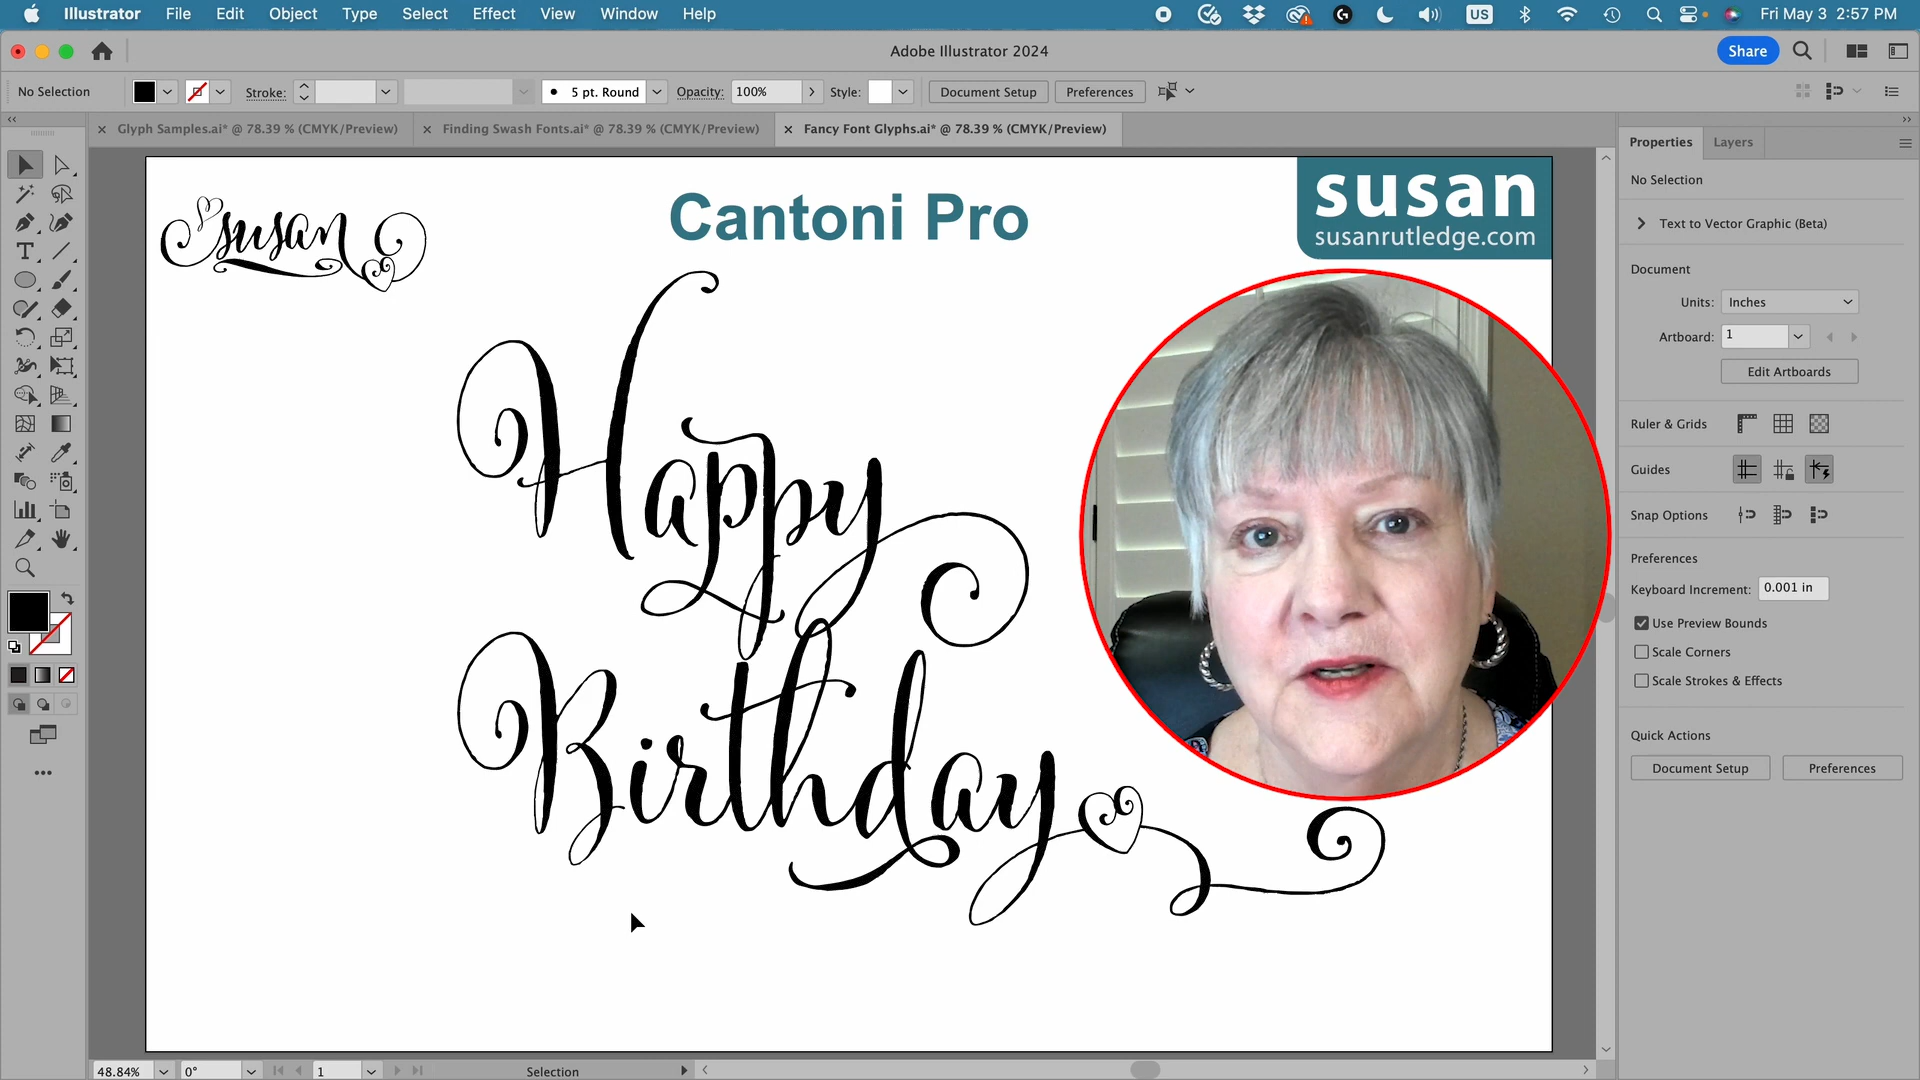 Illustrator File Edit Object Type Select Effect View Window Help US Fri May 3 2:57 PM
Adobe Illustrator 2024 Share
No Selection Stroke: 5 pt. Round Opacity: 100% Style: Document Setup Preferences
Glyph Samples.ai* @ 78.39 % (CMYK/Preview) Finding Swash Fonts.ai* @ 78.39 % (CMYK/Preview) Fancy Font Glyphs.ai* @ 78.39 % (CMYK/Preview)
Properties Layers
No Selection
Text to Vector Graphic (Beta)
Document
Units: Inches
Artboard: 1
Edit Artboards
Ruler & Grids
Guides
Snap Options
Preferences
Keyboard Increment: 0.001 in
Use Preview Bounds
Scale Corners
Scale Strokes & Effects
Quick Actions
Document Setup Preferences
susan
Cantoni Pro
susan
susanrutledge.com
Happy
Birthday
48.84% 0° 1 Selection